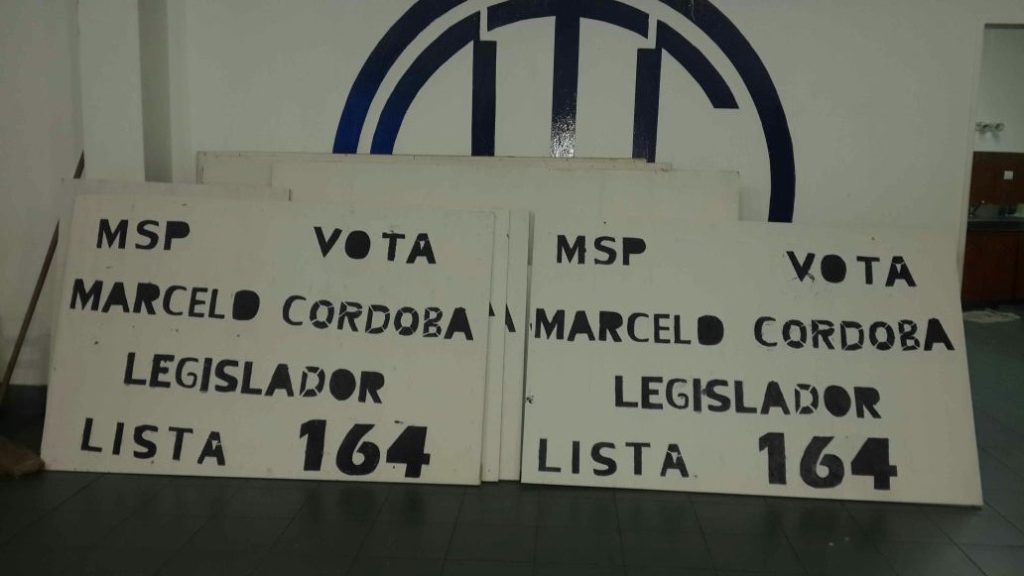 MSP VOTA
MARCELO CORDOBA
LEGISLADOR
LISTA 164
MSP VOTA
MARCELO CORDOBA
LEGISLADOR
LISTA 164